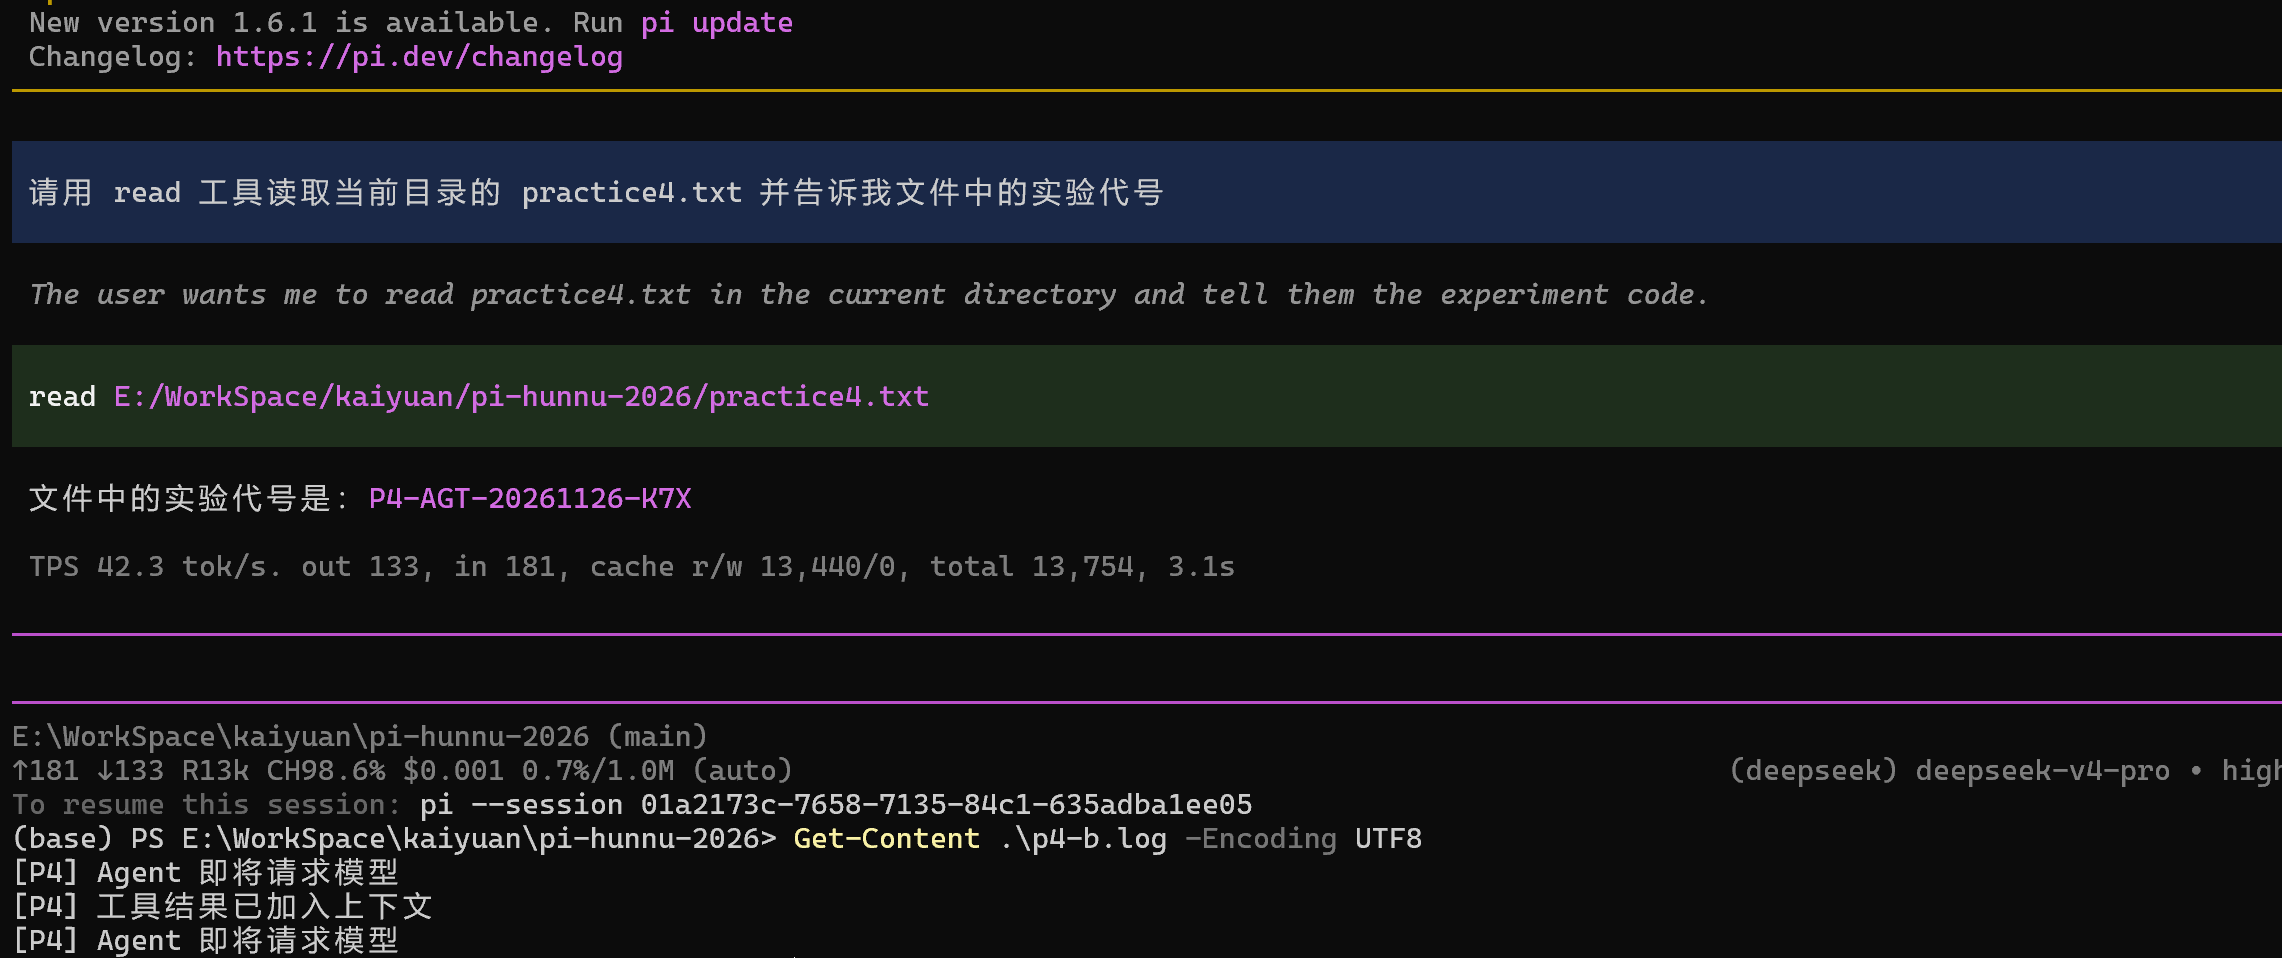 New version 1.6.1 is available. Run pi update
Changelog: https://pi.dev/changelog
请用 read 工具读取当前目录的 practice4.txt 并告诉我文件中的实验代号
The user wants me to read practice4.txt in the current directory and tell them the experiment code.
read E:/WorkSpace/kaiyuan/pi-hunnu-2026/practice4.txt
文件中的实验代号是: P4-AGT-20261126-K7X
TPS 42.3 tok/s. out 133, in 181, cache r/w 13,440/0, total 13,754, 3.1s
E:\WorkSpace\kaiyuan\pi-hunnu-2026 (main)
↑181 ↓133 R13k CH98.6% $0.001 0.7%/1.0M (auto) (deepseek) deepseek-v4-pro • high
To resume this session: pi --session 01a2173c-7658-7135-84c1-635adba1ee05
(base) PS E:\WorkSpace\kaiyuan\pi-hunnu-2026> Get-Content .\p4-b.log -Encoding UTF8
[P4] Agent 即将请求模型
[P4] 工具结果已加入上下文
[P4] Agent 即将请求模型